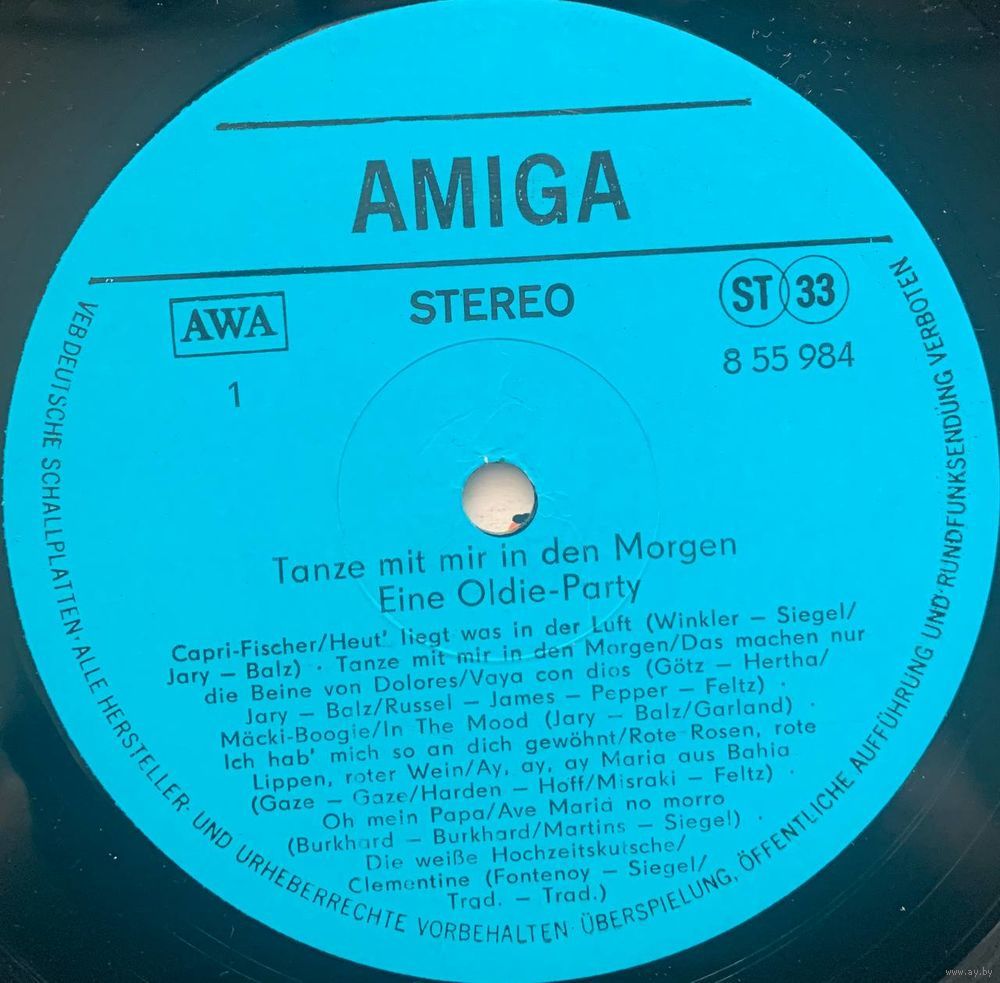 AMIGA
AWA
STEREO
ST 33
1
8 55 984
Tanze mit mir in den Morgen
Eine Oldie-Party
Capri-Fischer/Heut' liegt was in der Luft (Winkler – Siegel/
Jary – Balz) · Tanze mit mir in den Morgen/Das machen nur
die Beine von Dolores/Vaya con dios (Götz – Hertha/
Jary – Balz/Russel – James – Pepper – Feltz) ·
Mäcki-Boogie/In The Mood (Jary – Balz/Garland) ·
Ich hab' mich so an dich gewöhnt/Rote Rosen, rote
Lippen, roter Wein/Ay, ay, ay Maria aus Bahia
(Gaze – Gaze/Harden – Hoff/Misraki – Feltz) ·
Oh mein Papa/Ave Maria no morro
(Burkhard – Burkhard/Martins – Siegel) ·
Die weiße Hochzeitskutsche/
Clementine (Fontenoy – Siegel/
Trad. – Trad.)
VEB DEUTSCHE SCHALLPLATTEN · ALLE HERSTELLER- UND URHEBERRECHTE VORBEHALTEN · ÜBERSPIELUNG, ÖFFENTLICHE AUFFÜHRUNG UND RUNDFUNKSENDUNG VERBOTEN
www.ay.by